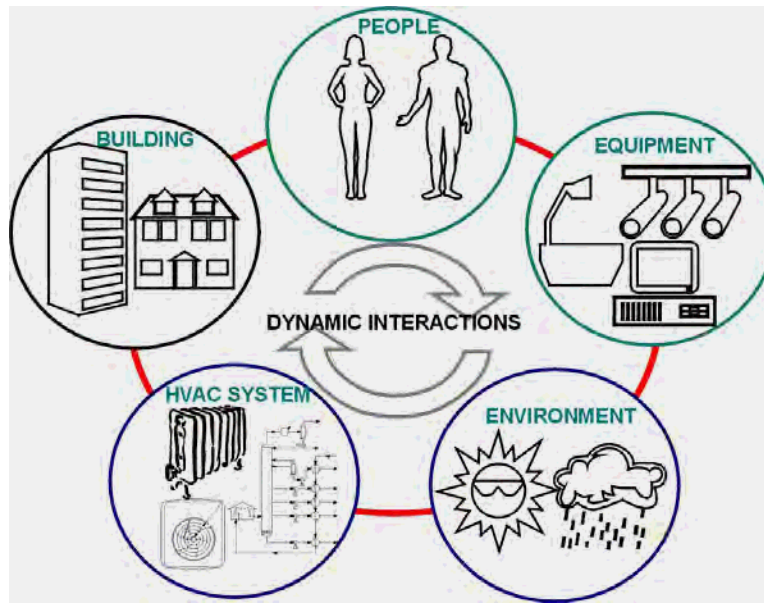 PEOPLE
BUILDING
EQUIPMENT
DYNAMIC INTERACTIONS
HVAC SYSTEM
ENVIRONMENT